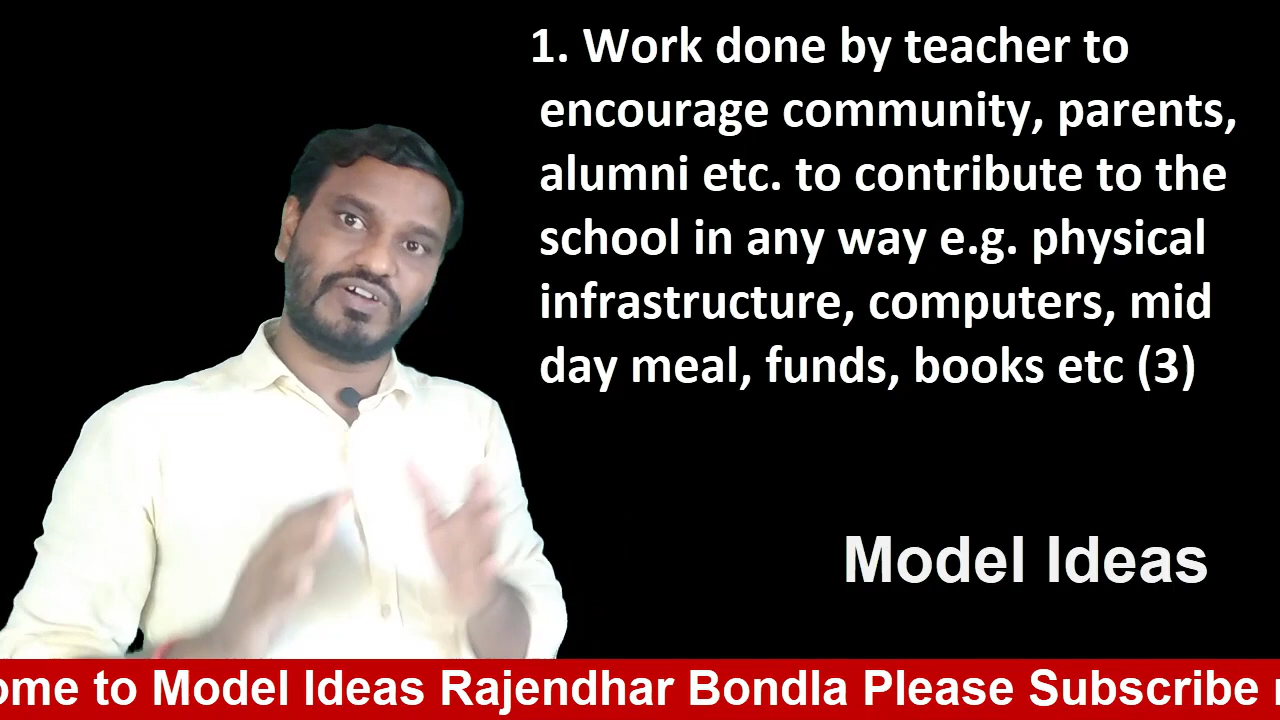 1. Work done by teacher to
encourage community, parents,
alumni etc. to contribute to the
school in any way e.g. physical
infrastructure, computers, mid
day meal, funds, books etc (3)
Model Ideas
ome to Model Ideas Rajendhar Bondla Please Subscribe